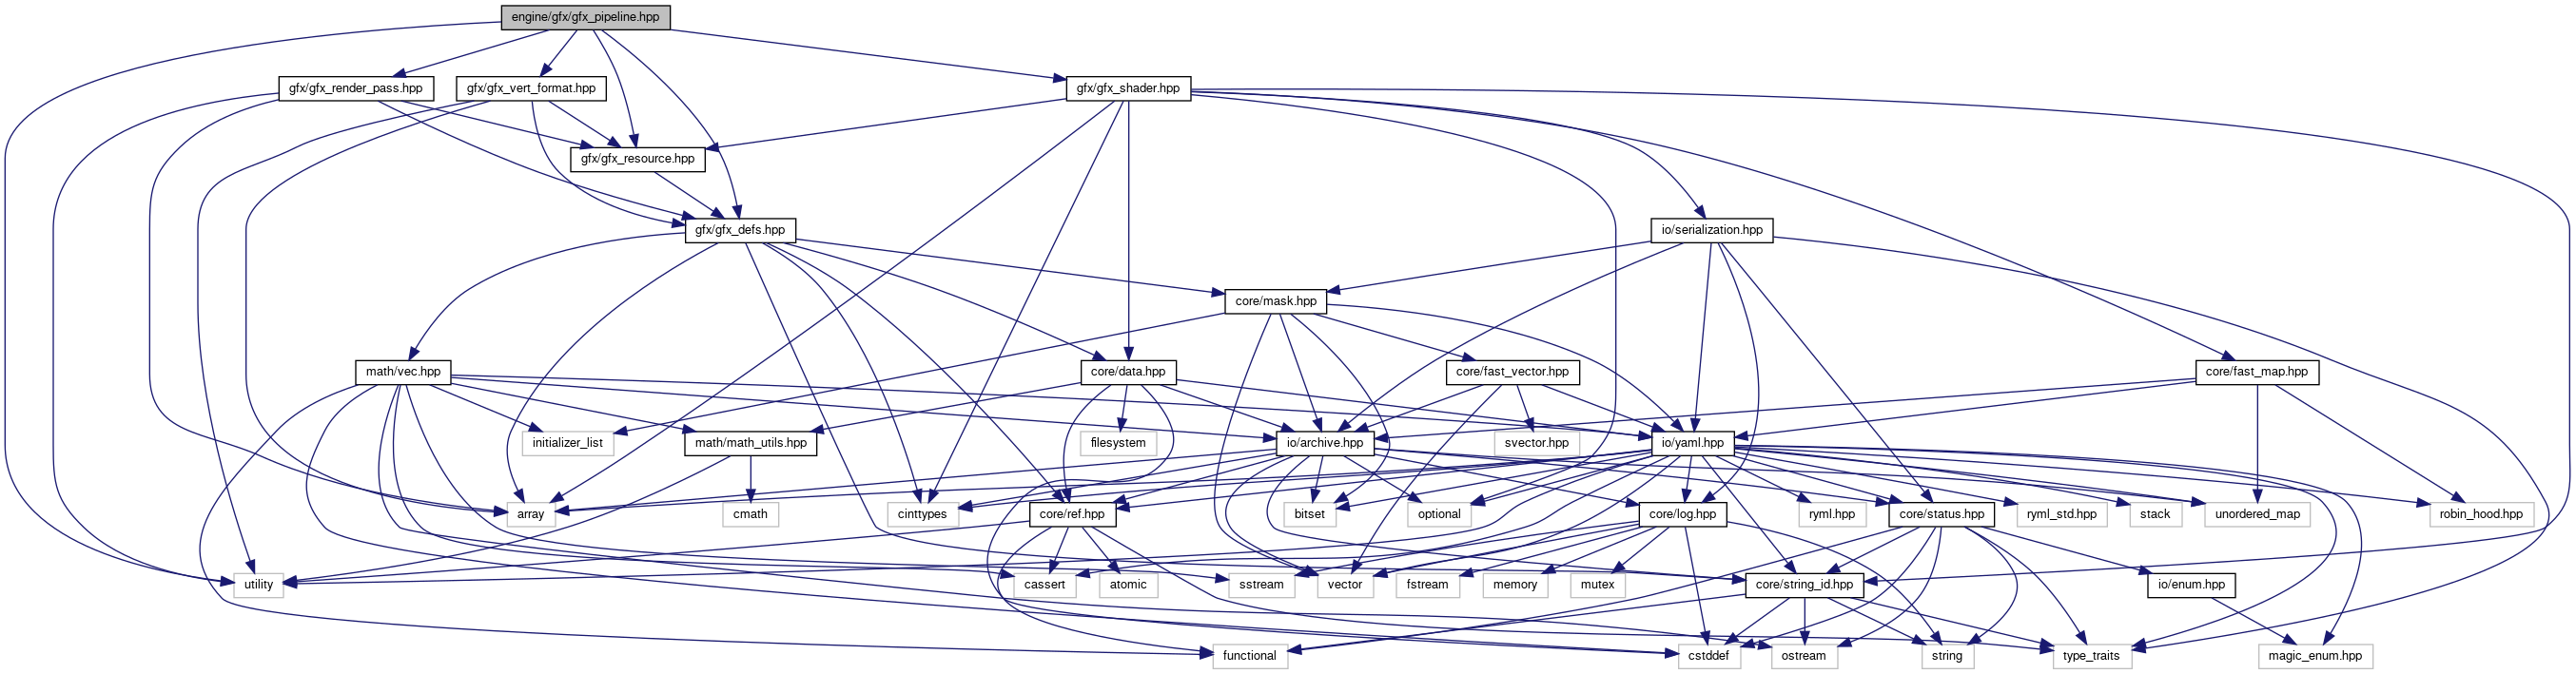 engine/gfx/gfx_pipeline.hpp
gfx/gfx_render_pass.hpp
gfx/gfx_vert_format.hpp
gfx/gfx_shader.hpp
gfx/gfx_resource.hpp
gfx/gfx_defs.hpp
io/serialization.hpp
core/mask.hpp
math/vec.hpp
core/data.hpp
core/fast_vector.hpp
core/fast_map.hpp
initializer_list
math/math_utils.hpp
filesystem
io/archive.hpp
svector.hpp
io/yaml.hpp
array
cmath
cinttypes
core/ref.hpp
bitset
optional
core/log.hpp
ryml.hpp
core/status.hpp
ryml_std.hpp
stack
unordered_map
robin_hood.hpp
utility
cassert
atomic
sstream
vector
fstream
memory
mutex
core/string_id.hpp
io/enum.hpp
functional
cstddef
ostream
string
type_traits
magic_enum.hpp